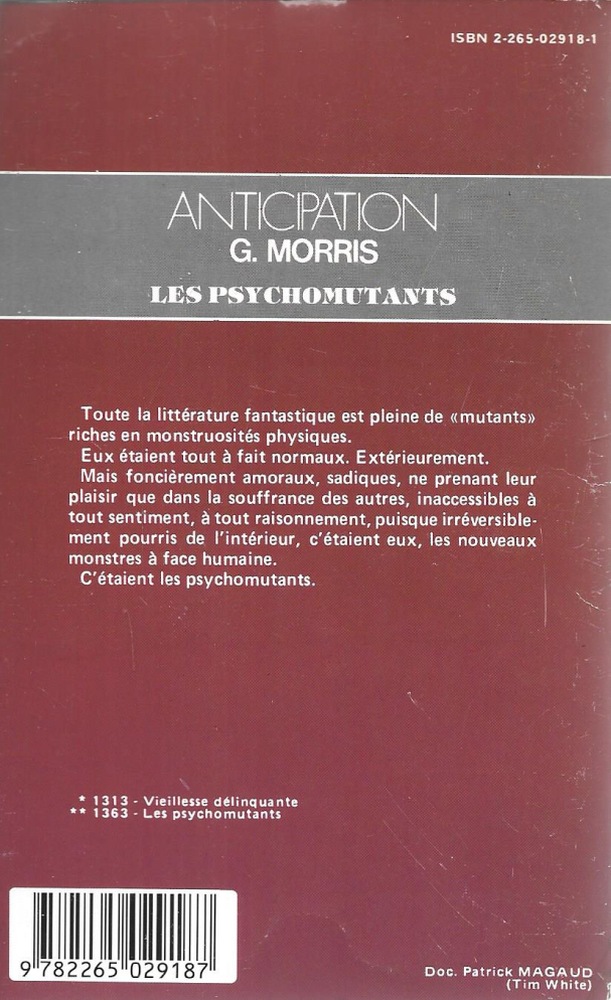 ISBN 2-265-02918-1
ANTICIPATION
G. MORRIS
LES PSYCHOMUTANTS
Toute la littérature fantastique est pleine de «mutants»
riches en monstruosités physiques.
Eux étaient tout à fait normaux. Extérieurement.
Mais foncièrement amoraux, sadiques, ne prenant leur
plaisir que dans la souffrance des autres, inaccessibles à
tout sentiment, à tout raisonnement, puisque irréversible-
ment pourris de l'intérieur, c'étaient eux, les nouveaux
monstres à face humaine.
C'étaient les psychomutants.
* 1313 - Vieillesse délinquante
** 1363 - Les psychomutants
9 782265 029187
Doc. Patrick MAGAUD
(Tim White)